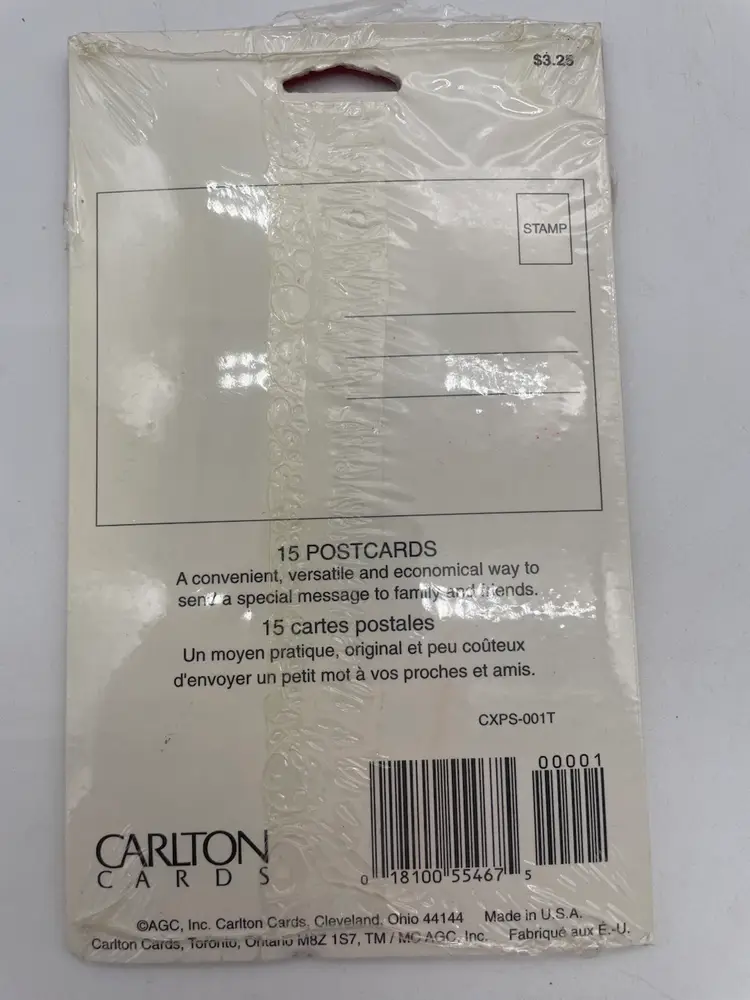 $3.25
STAMP
15 POSTCARDS
A convenient, versatile and economical way to
send a special message to family and friends.
15 cartes postales
Un moyen pratique, original et peu coûteux
d'envoyer un petit mot à vos proches et amis.
CXPS-001T
00001
0 18100 55467 5
CARLTON
CARDS
©AGC, Inc. Carlton Cards, Cleveland, Ohio 44144 Made in U.S.A.
Carlton Cards, Toronto, Ontario M8Z 1S7, TM / MC AGC, Inc. Fabriqué aux É.-U.